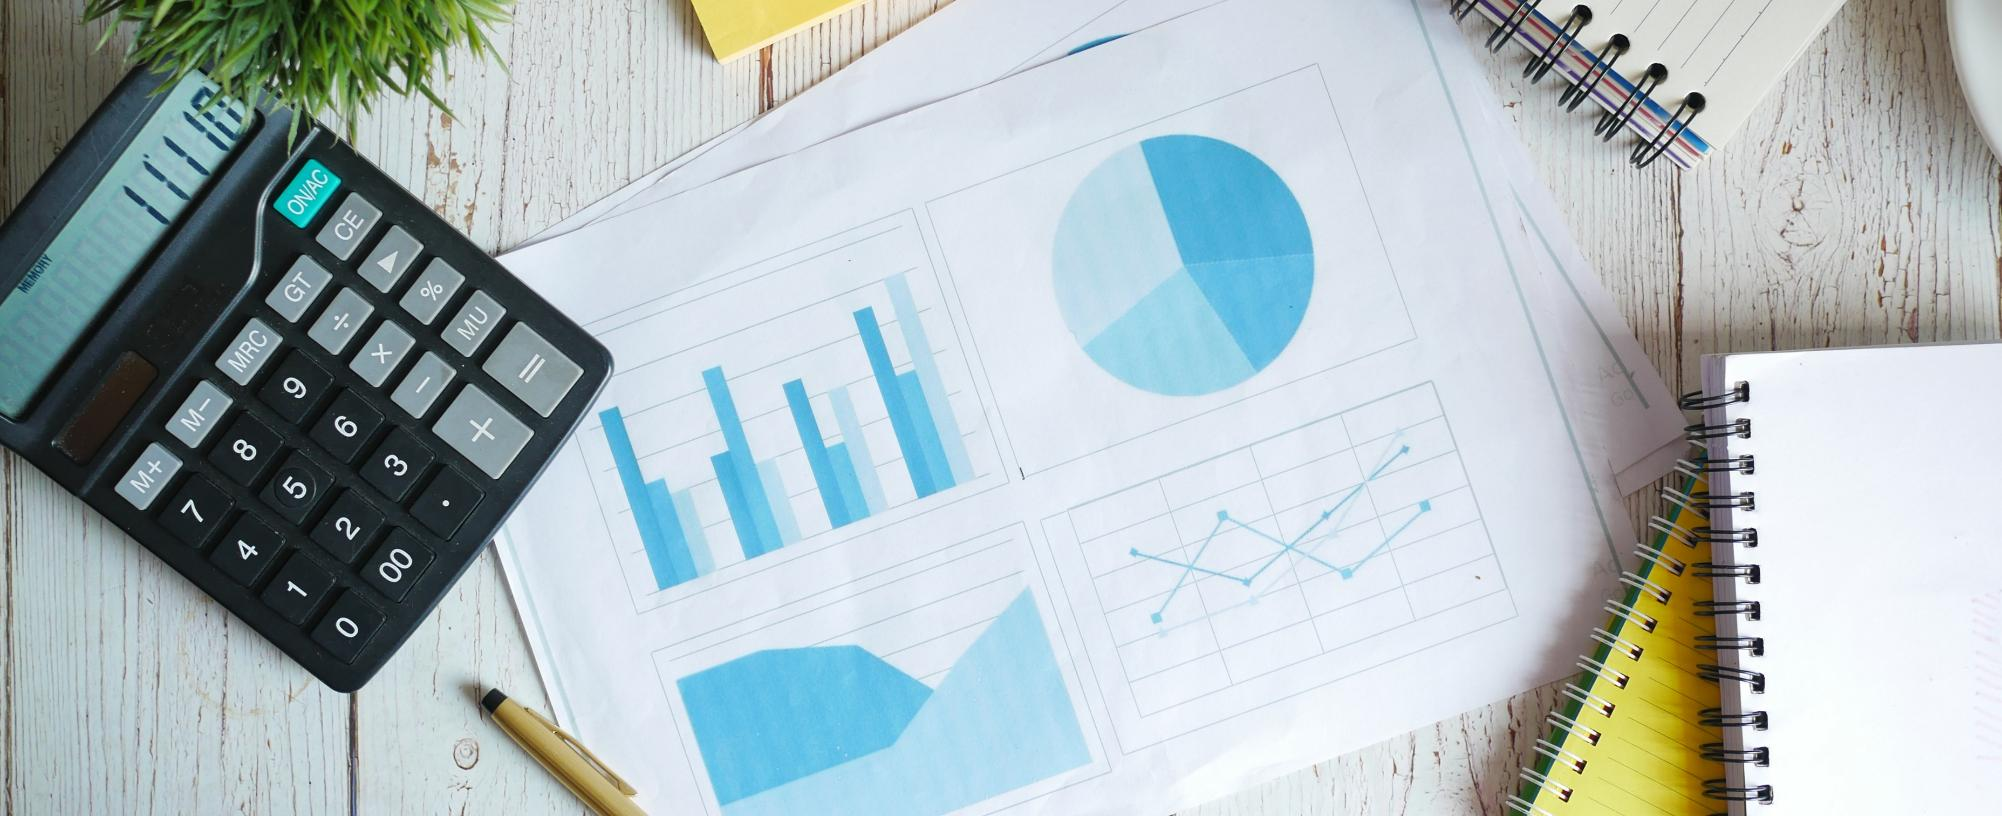 MEMORY
ON/AC
M+ M− MRC GT CE
7 8 9 ÷ ▲
4 5 6 × %
1 2 3 − MU
0 00 . + =